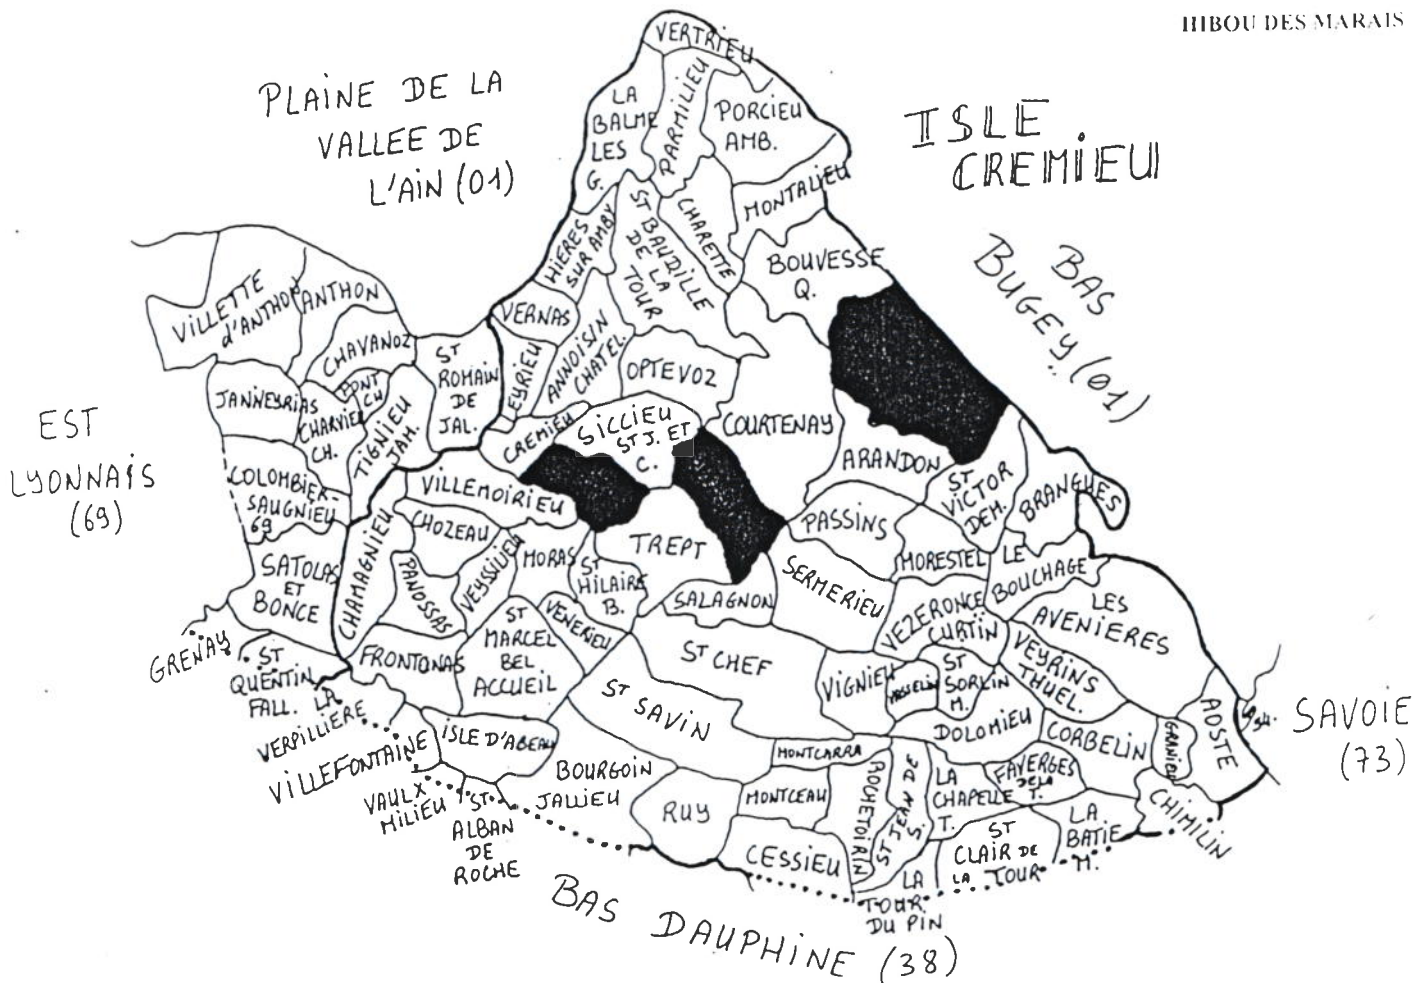 HIBOU DES MARAIS
PLAINE DE LA
VALLEE DE
L'AIN (01)
ISLE
CREMIEU
BAS
BUGEY (01)
EST
LYONNAIS
(69)
SAVOIE
(73)
BAS DAUPHINE (38)
VERTRIEU
LA
BALME
LES
G.
PARMILIEU
PORCIEU
AMB.
MONTALIEU
CHARETTE
ST BAUDILLE
DE LA
TOUR
HIERES
SUR AMBY
BOUVESSE
Q.
VERNAS
ANNOISIN
CHATEL.
OPTEVOZ
LEYRIEU
VILLETTE
d'ANTHON
ANTHON
CHAVANOZ
PONT
CH
ST
ROMAIN
DE
JAL.
JANNEYRIAS
CHARVIEU
CH.
TIGNIEU
JAM.
CREMIEU
SICCIEU
ST J. ET
C.
COURTENAY
ARANDON
ST
VICTOR
DEM.
BRANGUES
COLOMBIER-
SAUGNIEU
69
VILLEMOIRIEU
CHOZEAU
TREPT
PASSINS
MORESTEL
LE
BOUCHAGE
SATOLAS
ET
BONCE
CHAMAGNIEU
PANOSSAS
VEYSSILIEU
MORAS
ST
HILAIRE
B.
SALAGNON
SERMERIEU
VEZERONCE
CURTIN
LES
AVENIERES
GRENAY
ST
QUENTIN
FALL.
FRONTONAS
ST
MARCEL
BEL
ACCUEIL
VENERIEU
ST CHEF
VIGNIEU
VASSELIN
ST
SORLIN
M.
VEYRINS
THUEL.
LA
VERPILLIERE
VILLEFONTAINE
ISLE D'ABEAU
ST SAVIN
DOLOMIEU
CORBELIN
GRANIEU
AOSTE
VAULX
MILIEU
ST
ALBAN
DE
ROCHE
BOURGOIN
JALLIEU
RUY
MONTCARRA
MONTCEAU
CESSIEU
ROCHETOIRIN
ST JEAN DE
S.
LA
CHAPELLE
T.
FAVERGES
DE LA
T.
CHIMILIN
LA
TOUR
DU PIN
ST
CLAIR DE
LA TOUR
LA
BATIE
M.